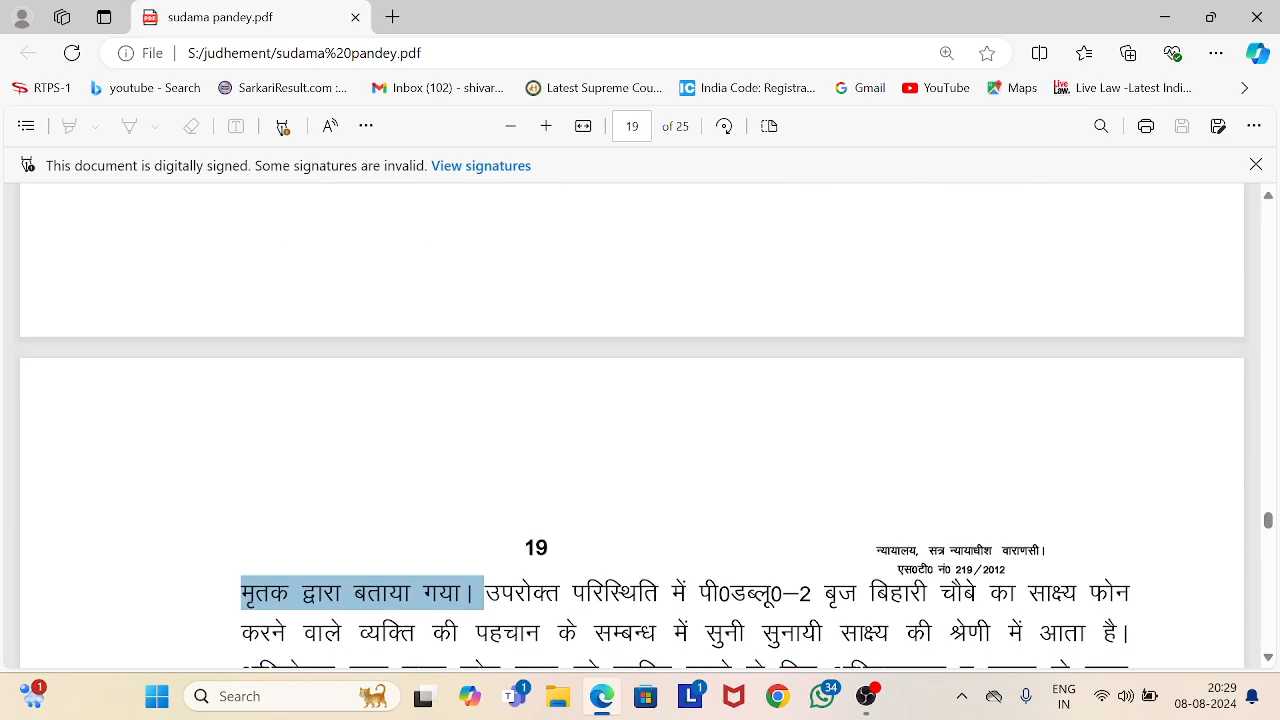 sudama pandey.pdf
File | S:/judhement/sudama%20pandey.pdf
RTPS-1 youtube - Search SarkariResult.com ... Inbox (102) - shivar... Latest Supreme Cou... India Code: Registra... Gmail YouTube Maps Live Law -Latest Indi...
19 of 25
This document is digitally signed. Some signatures are invalid. View signatures
19
न्यायालय, सत्र न्यायाधीश वाराणसी।
एस0टी0 नं0 219/2012
मृतक द्वारा बताया गया। उपरोक्त परिस्थिति में पी0डब्लू0–2 बृज बिहारी चौबे का साक्ष्य फोन
करने वाले व्यक्ति की पहचान के सम्बन्ध में सुनी सुनायी साक्ष्य की श्रेणी में आता है।
1 Search 1 1 34 ENG 20:29
IN 08-08-2024